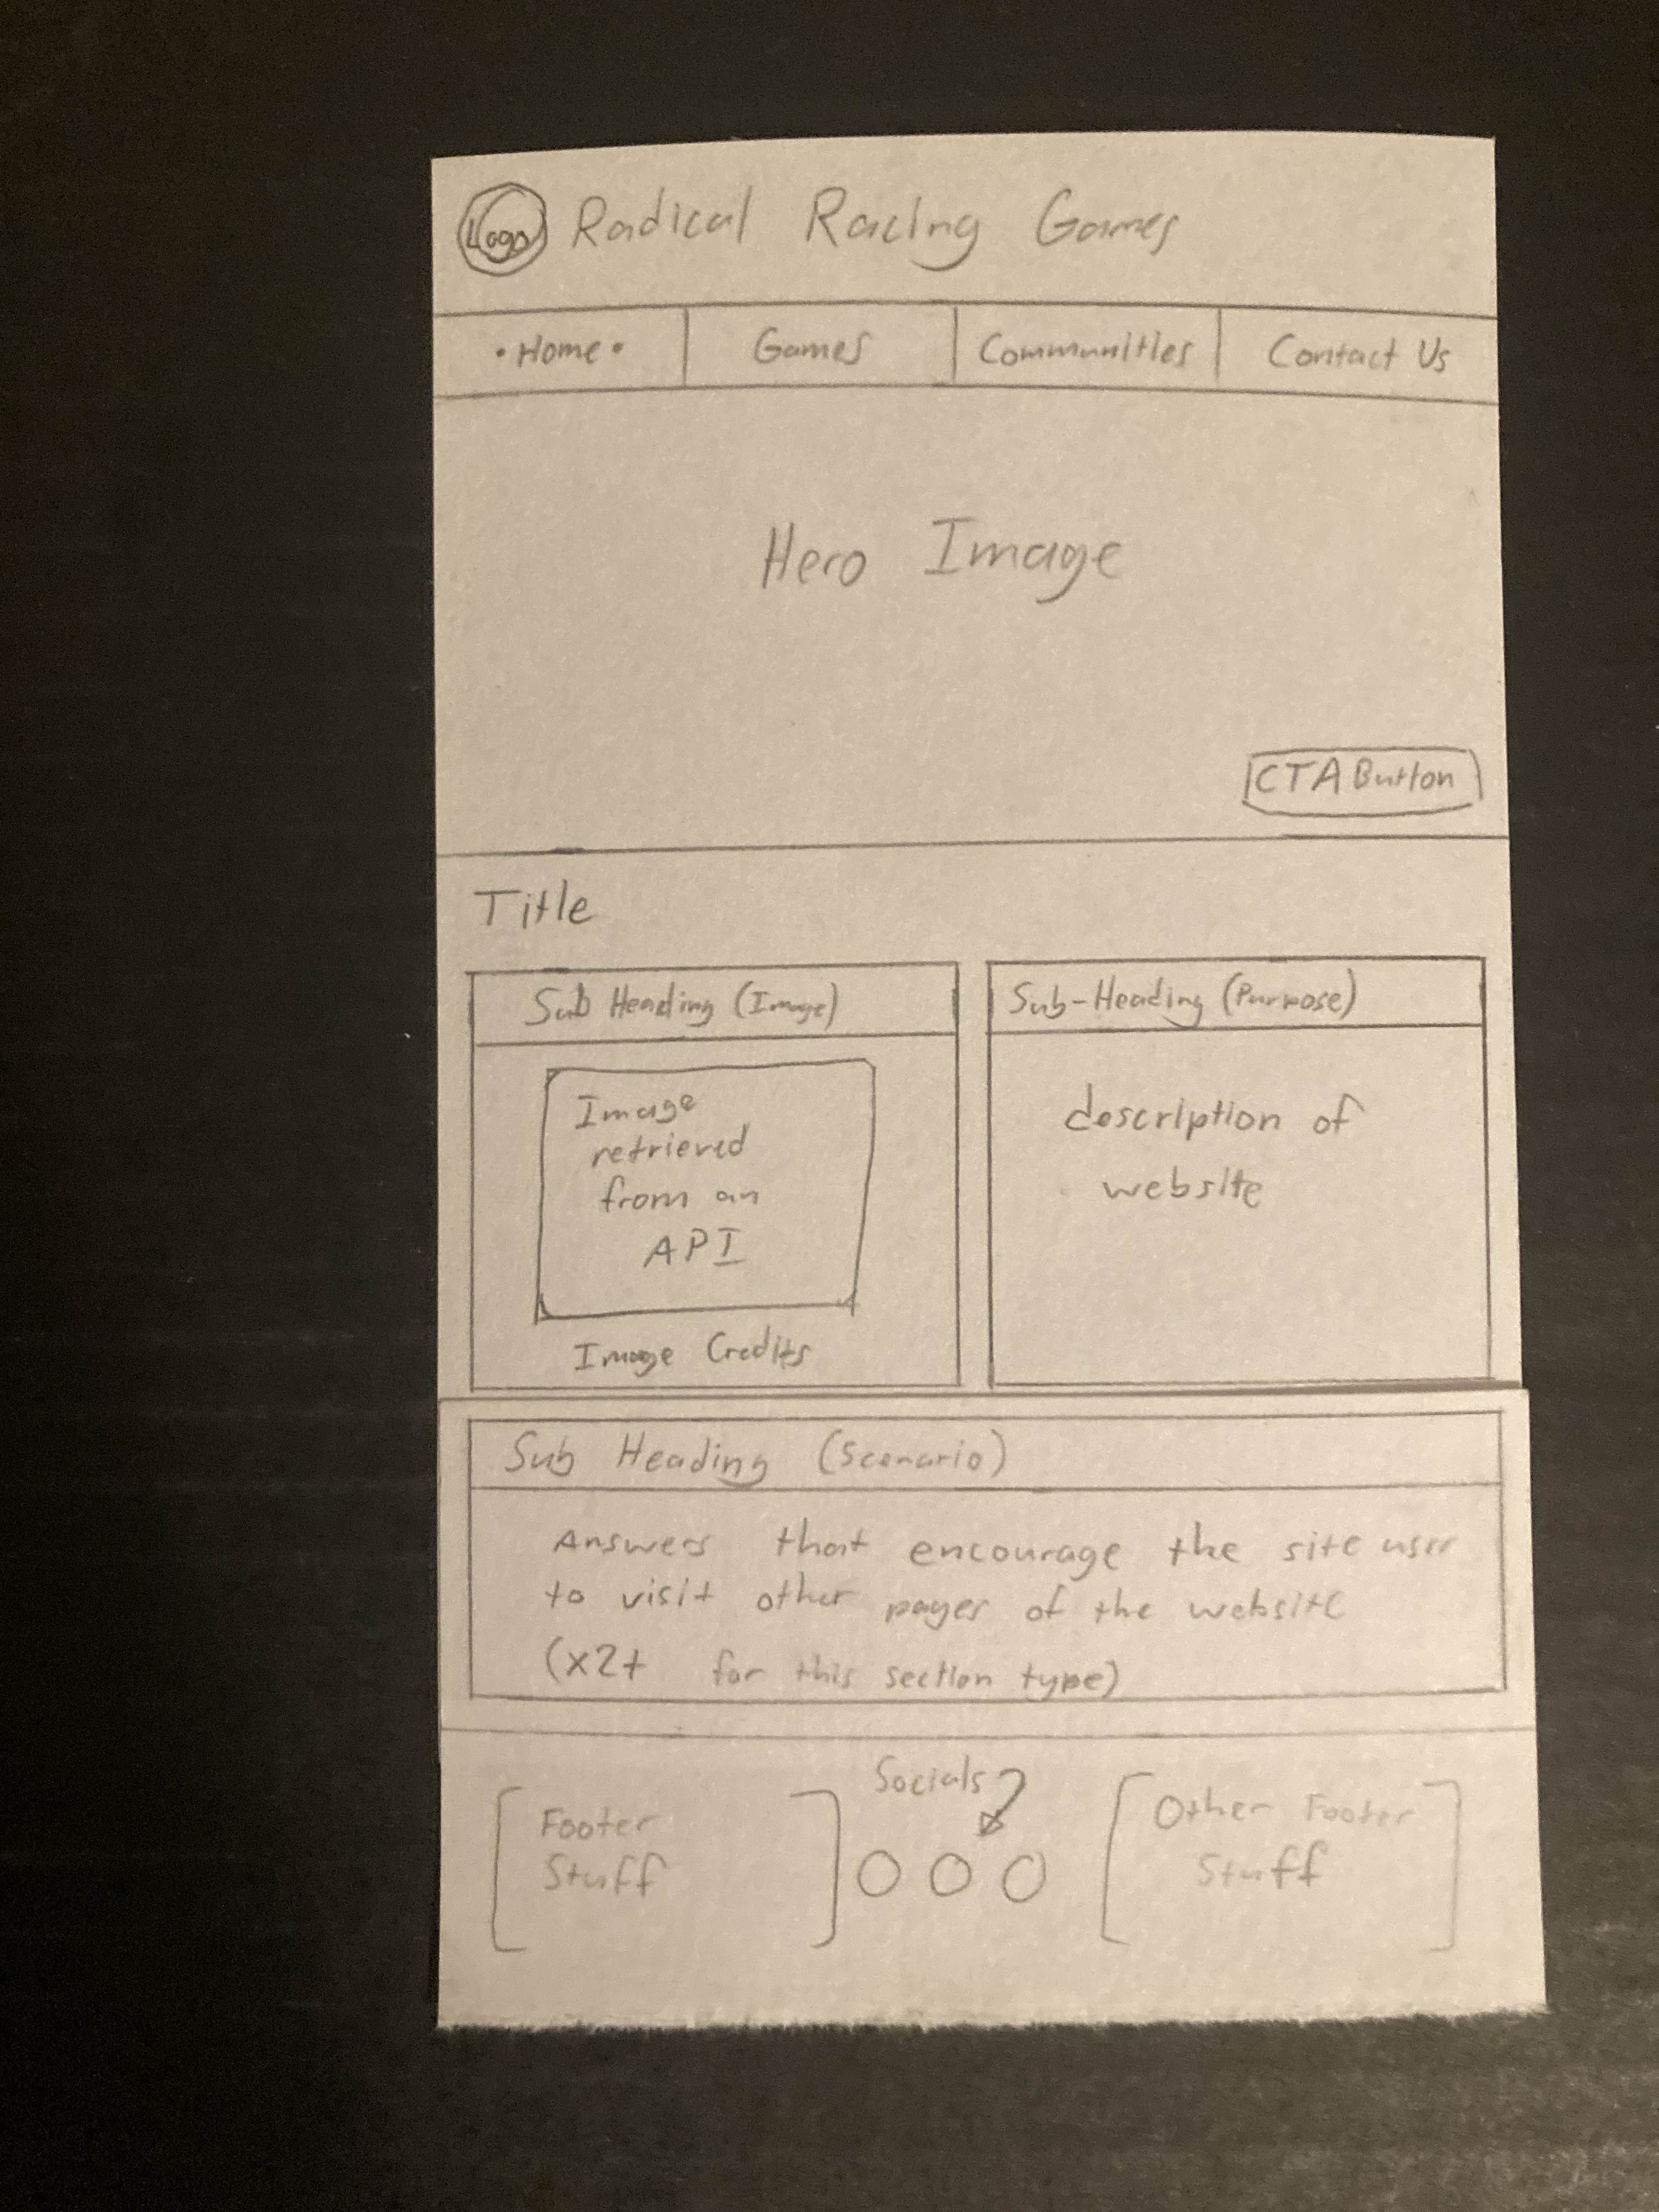 Logo Radical Racing Games
• Home • Games Communities Contact Us
Hero Image
CTA Button
Title
Sub Heading (Image)
Image
retrieved
from an
API
Image Credits
Sub-Heading (Purpose)
description of
website
Sub Heading (Scenario)
Answers that encourage the site user
to visit other pages of the website
(x2+ for this section type)
Footer
Stuff
Socials
Other Footer
Stuff